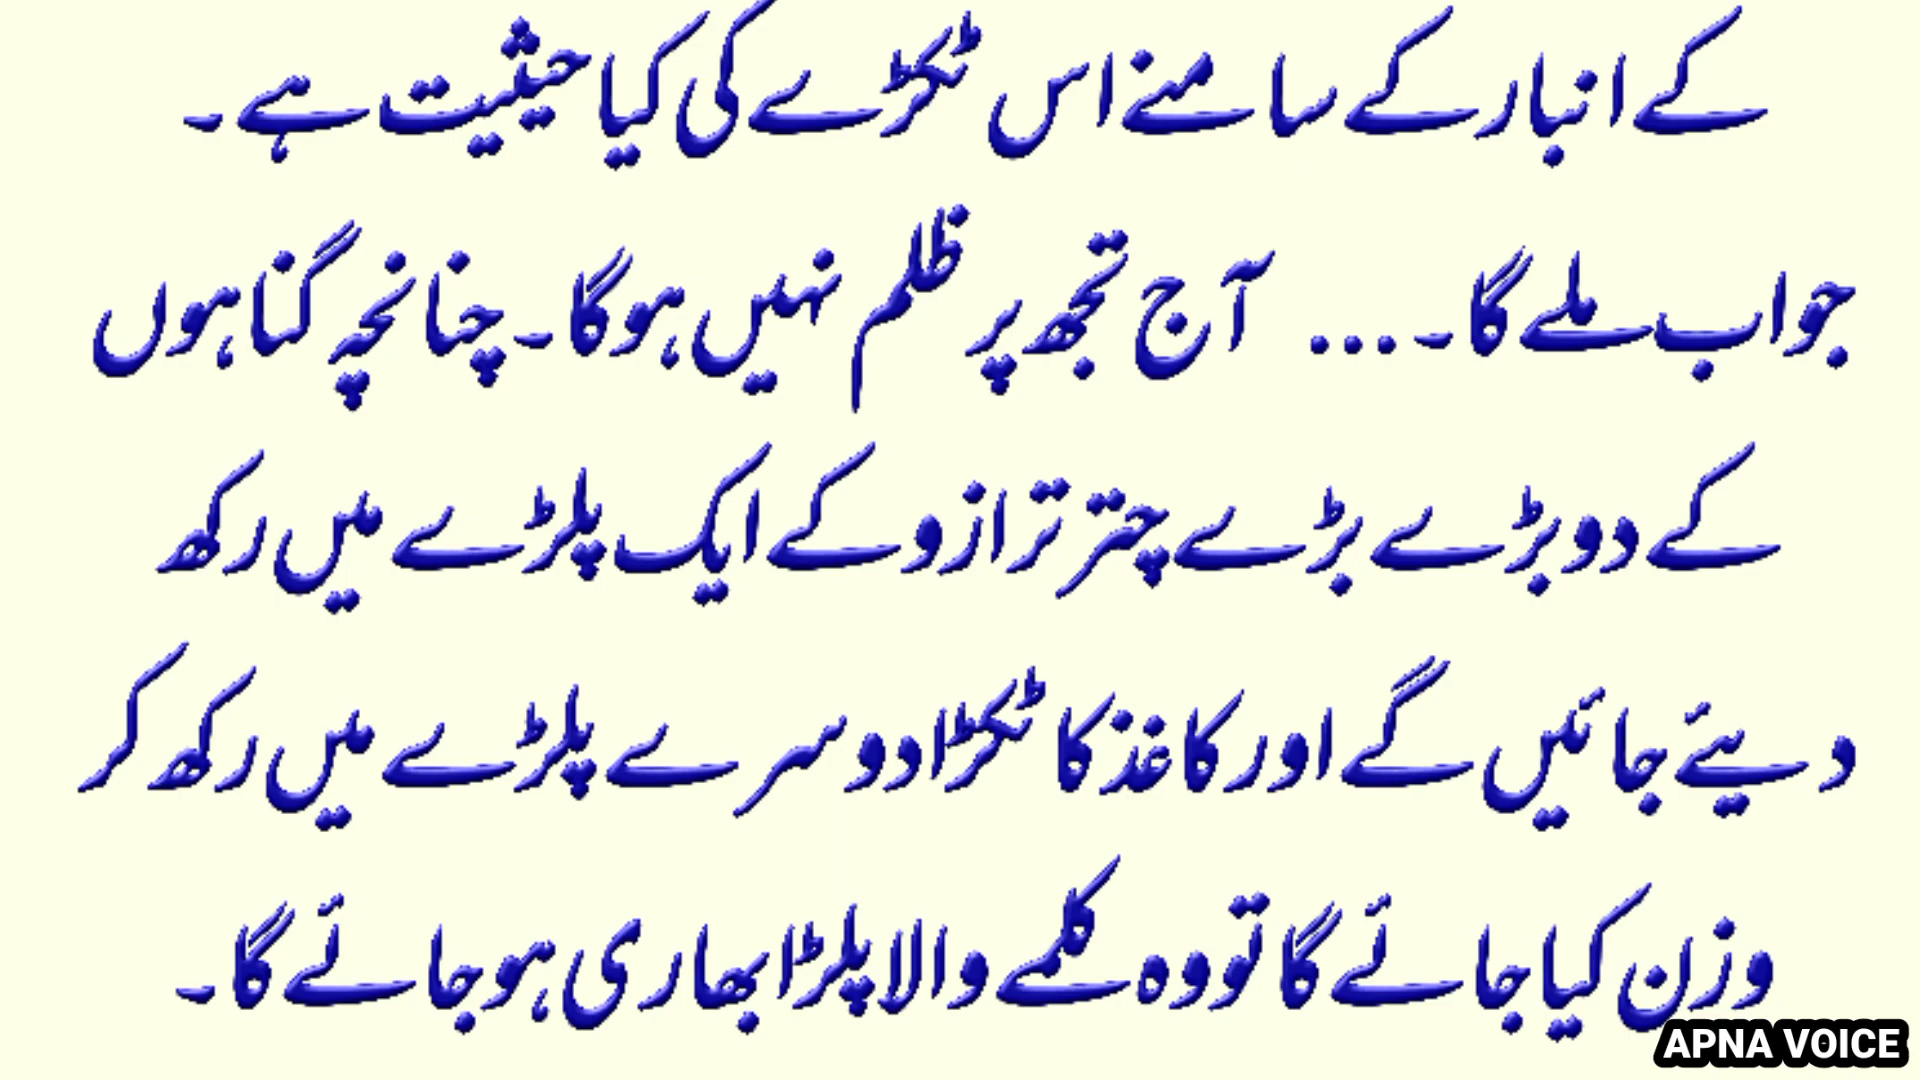 کے انبار کے سامنے اس ٹکڑے کی کیا حیثیت ہے۔
جواب ملے گا۔... آج تجھ پر ظلم نہیں ہوگا۔ چنانچہ گناہوں
کے دو بڑے بڑے چتر ترازو کے ایک پلڑے میں رکھ
دیئے جائیں گے اور کاغذ کا ٹکڑا دوسرے پلڑے میں رکھ کر
وزن کیا جائے گا تو وہ کلمے والا پلڑا بھاری ہو جائے گا۔
APNA VOICE